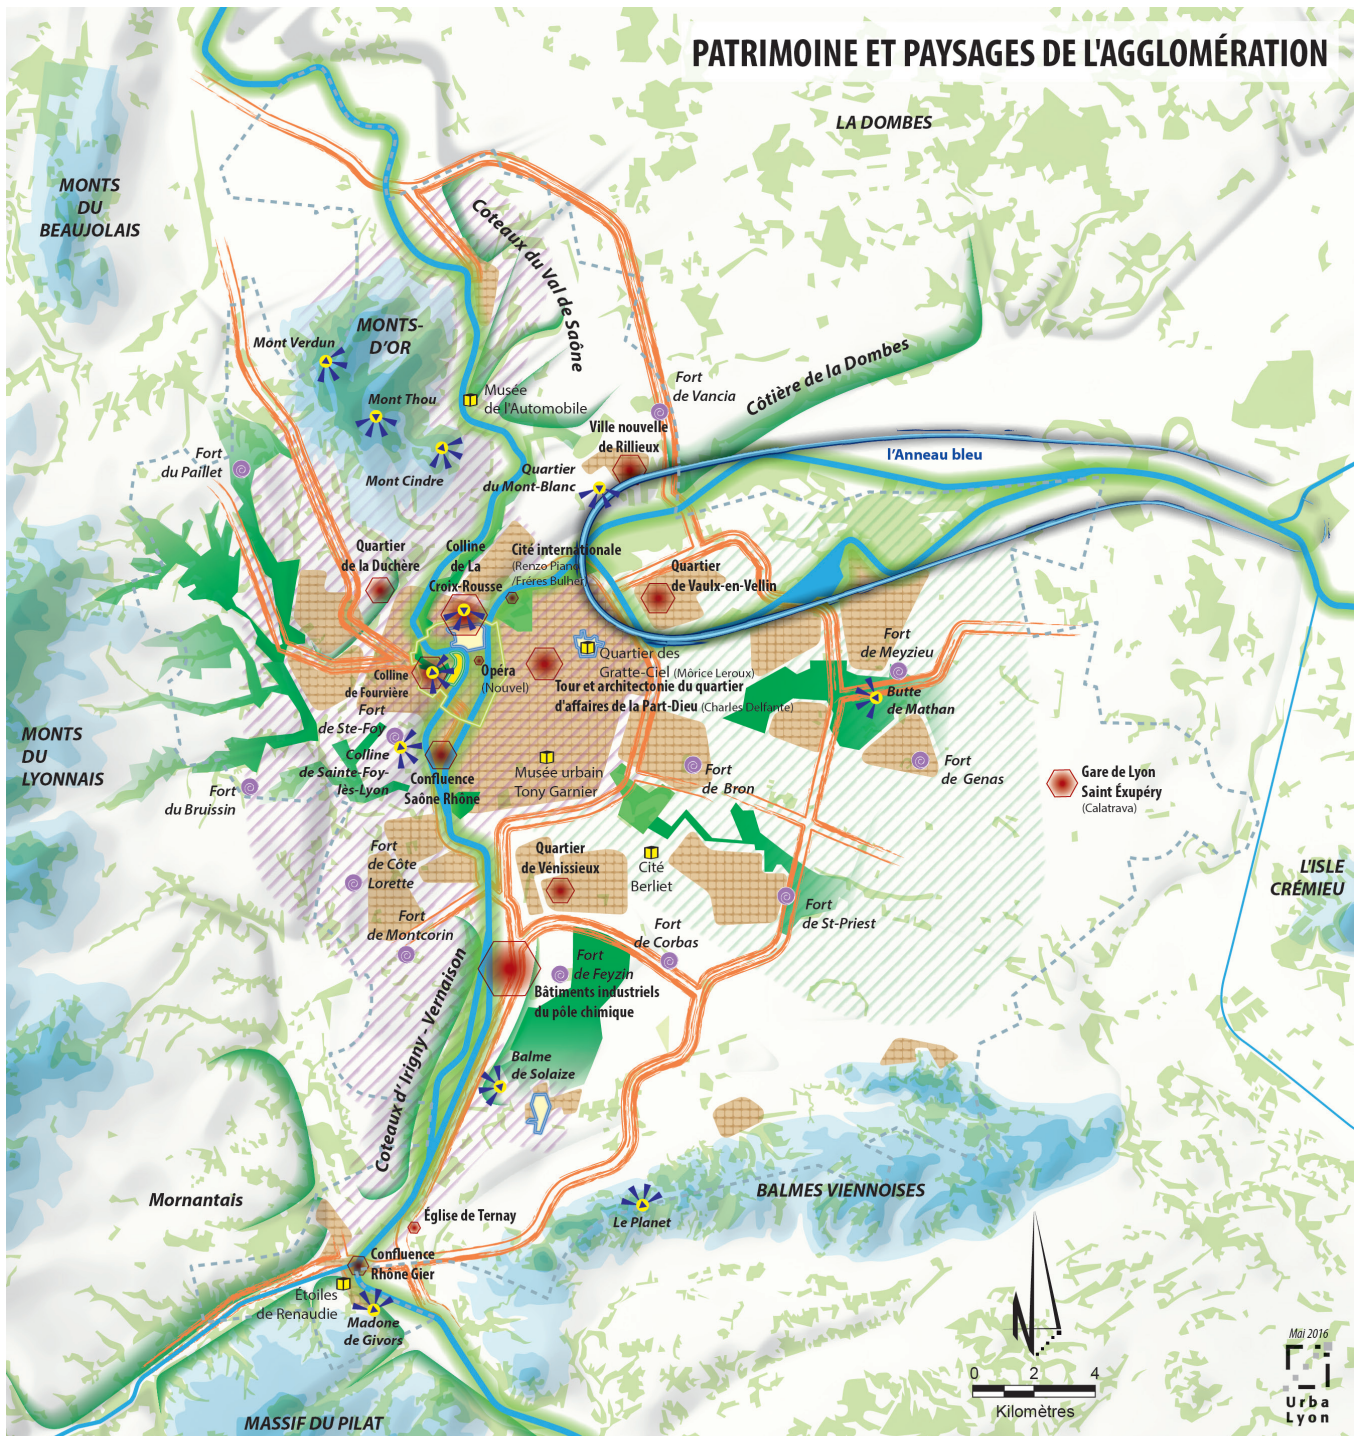 PATRIMOINE ET PAYSAGES DE L'AGGLOMÉRATION
LA DOMBES
MONTS
DU
BEAUJOLAIS
Coteaux du Val de Saône
MONTS-
D'OR
Mont Verdun
Mont Thou
Mont Cindre
Musée
de l'Automobile
Fort
de Vancia
Côtière de la Dombes
Ville nouvelle
de Rillieux
Quartier
du Mont-Blanc
l'Anneau bleu
Fort
du Paillet
Quartier
de la Duchère
Colline
de La
Croix-Rousse
Cité internationale
(Renzo Piano
/Fréres Bulher)
Quartier
de Vaulx-en-Vellin
Fort
de Meyzieu
Butte
de Mathan
Colline
de Fourvière
Opéra
(Nouvel)
Quartier des
Gratte-Ciel (Môrice Leroux)
Tour et architectonie du quartier
d'affaires de la Part-Dieu (Charles Delfante)
Fort
de Ste-Foy
Colline
de Sainte-Foy-
lès-Lyon
Confluence
Saône Rhône
Musée urbain
Tony Garnier
Fort
de Bron
Fort
de Genas
Gare de Lyon
Saint Éxupéry
(Calatrava)
MONTS
DU
LYONNAIS
Fort
du Bruissin
Fort
de Côte
Lorette
Quartier
de Vénissieux
Cité
Berliet
L'ISLE
CRÉMIEU
Fort
de Montcorin
Fort
de Corbas
Fort
de St-Priest
Fort
de Feyzin
Bâtiments industriels
du pôle chimique
Coteaux d'Irigny - Vernaison
Balme
de Solaize
Mornantais
BALMES VIENNOISES
Le Planet
Église de Ternay
Confluence
Rhône Gier
Étoiles
de Renaudie
Madone
de Givors
MASSIF DU PILAT
N
0 2 4
Kilomètres
Mai 2016
Urba
Lyon